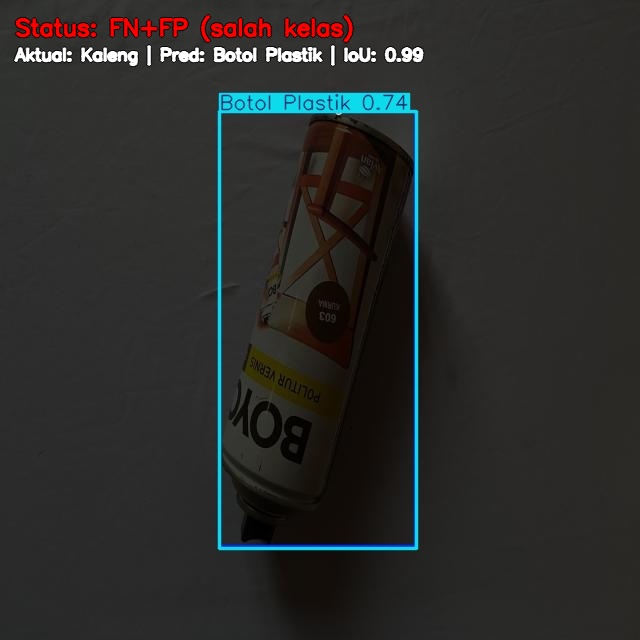 Status: FN+FP (salah kelas)
Aktual: Kaleng | Pred: Botol Plastik | IoU: 0.99
Botol Plastik 0.74
603
KURMA
POLITUR VERNIS
BOYO